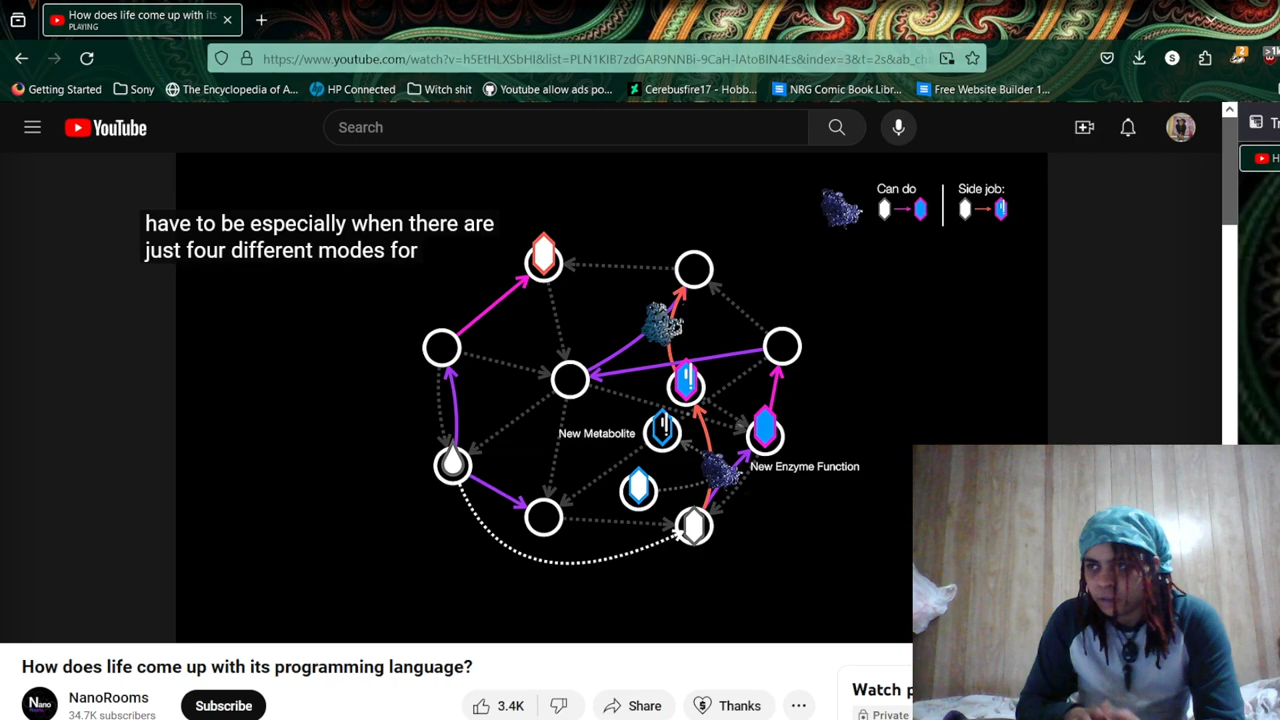 How does life come up with its
PLAYING
https://www.youtube.com/watch?v=h5EtHLXSbHI&list=PLN1KIB7zdGAR9NNBi-9CaH-lAtoBIN4Es&index=3&t=2s&ab_ch
S
2
>1k
Getting Started
Sony
The Encyclopedia of A...
HP Connected
Witch shit
Youtube allow ads po...
Cerebusfire17 - Hobb...
NRG Comic Book Libr...
Free Website Builder 1...
YouTube
Search
Tr
H
have to be especially when there are
just four different modes for
Can do
Side job:
New Metabolite
New Enzyme Function
How does life come up with its programming language?
Nano
NanoRooms
34.7K subscribers
Subscribe
3.4K
Share
Thanks
Watch p
Private